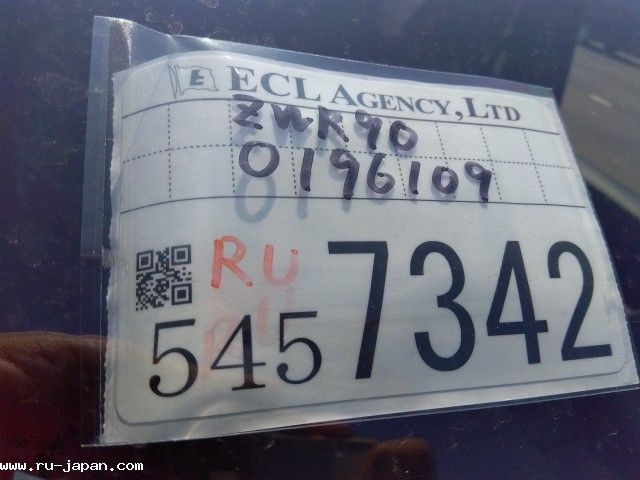 E ECL AGENCY, LTD
ZWR90
0196109
RU
5457342
www.ru-japan.com